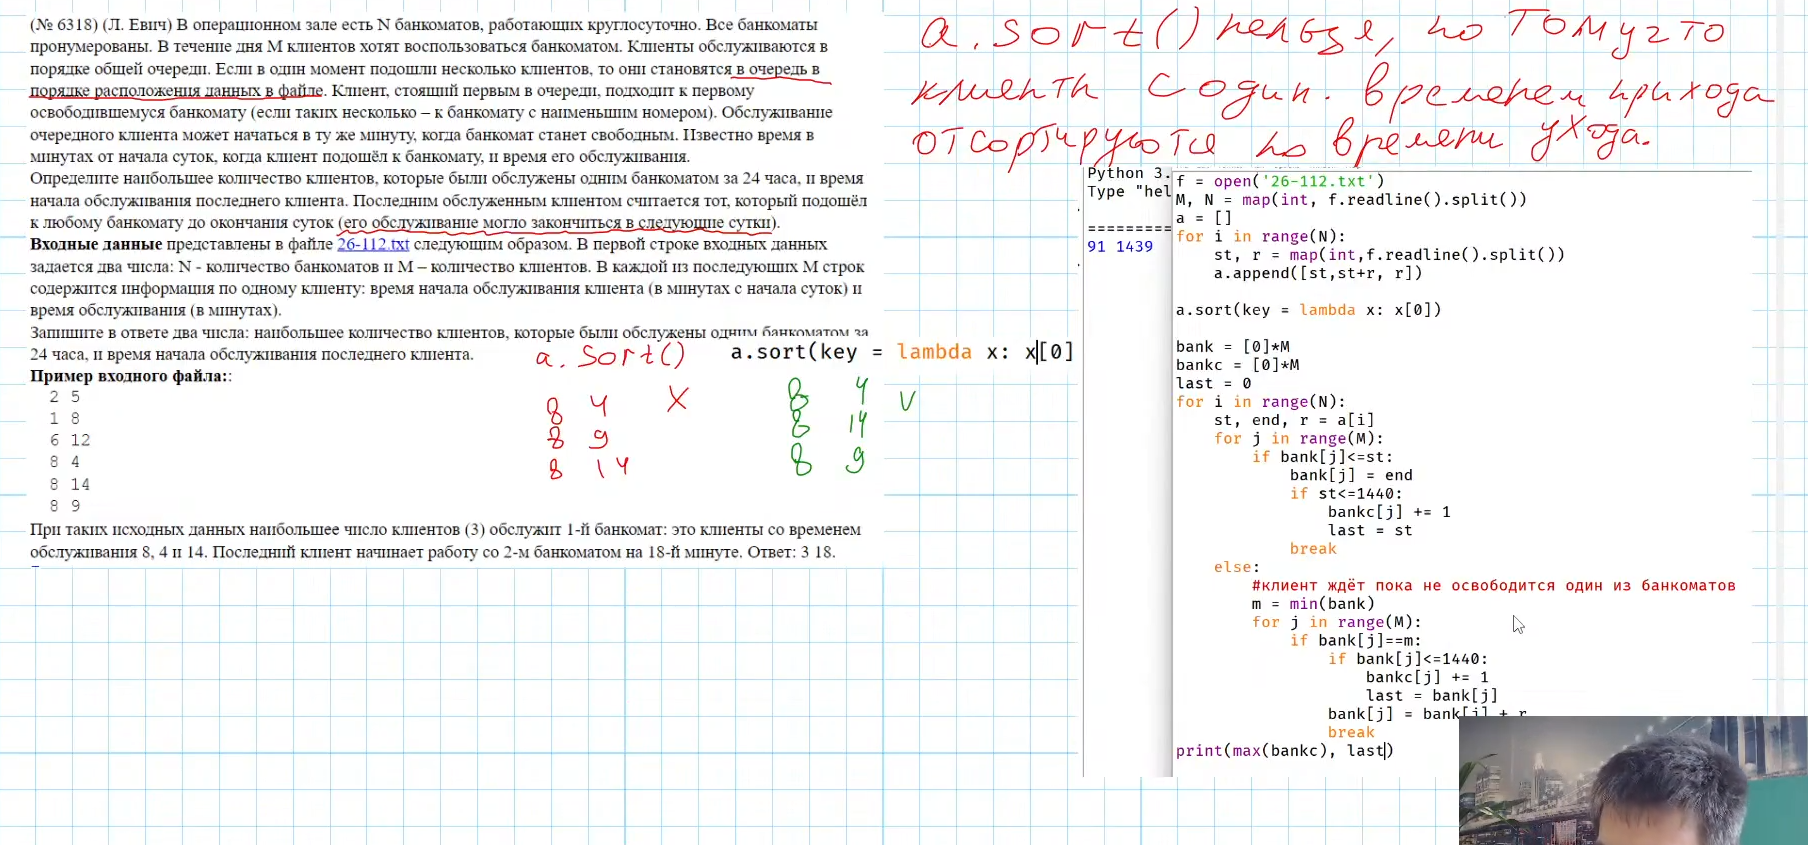 (№ 6318) (Л. Евич) В операционном зале есть N банкоматов, работающих круглосуточно. Все банкоматы
пронумерованы. В течение дня M клиентов хотят воспользоваться банкоматом. Клиенты обслуживаются в
порядке общей очереди. Если в один момент подошли несколько клиентов, то они становятся в очередь в
порядке расположения данных в файле. Клиент, стоящий первым в очереди, подходит к первому
освободившемуся банкомату (если таких несколько – к банкомату с наименьшим номером). Обслуживание
очередного клиента может начаться в ту же минуту, когда банкомат станет свободным. Известно время в
минутах от начала суток, когда клиент подошёл к банкомату, и время его обслуживания.
Определите наибольшее количество клиентов, которые были обслужены одним банкоматом за 24 часа, и время
начала обслуживания последнего клиента. Последним обслуженным клиентом считается тот, который подошёл
к любому банкомату до окончания суток (его обслуживание могло закончиться в следующие сутки).
Входные данные представлены в файле 26-112.txt следующим образом. В первой строке входных данных
задается два числа: N - количество банкоматов и M – количество клиентов. В каждой из последующих M строк
содержится информация по одному клиенту: время начала обслуживания клиента (в минутах с начала суток) и
время обслуживания (в минутах).
Запишите в ответе два числа: наибольшее количество клиентов, которые были обслужены одним банкоматом за
24 часа, и время начала обслуживания последнего клиента.
Пример входного файла::
2 5
1 8
6 12
8 4
8 14
8 9
При таких исходных данных наибольшее число клиентов (3) обслужит 1-й банкомат: это клиенты со временем
обслуживания 8, 4 и 14. Последний клиент начинает работу со 2-м банкоматом на 18-й минуте. Ответ: 3 18.
a. sort()
8 4 X
8 9
8 14
a.sort(key = lambda x: x[0]
8 4 V
8 14
8 9
a. sort() нельзя, по тому что
клиенты с один. временем прихода
отсортируются по времени ухода.
Python 3.
Type "hel
=========
91 1439
f = open('26-112.txt')
M, N = map(int, f.readline().split())
a = []
for i in range(N):
    st, r = map(int,f.readline().split())
    a.append([st,st+r, r])
a.sort(key = lambda x: x[0])
bank = [0]*M
bankc = [0]*M
last = 0
for i in range(N):
    st, end, r = a[i]
    for j in range(M):
        if bank[j]<=st:
            bank[j] = end
            if st<=1440:
                bankc[j] += 1
                last = st
            break
    else:
        #клиент ждёт пока не освободится один из банкоматов
        m = min(bank)
        for j in range(M):
            if bank[j]==m:
                if bank[j]<=1440:
                    bankc[j] += 1
                    last = bank[j]
                bank[j] = bank[j] + r
                break
print(max(bankc), last)